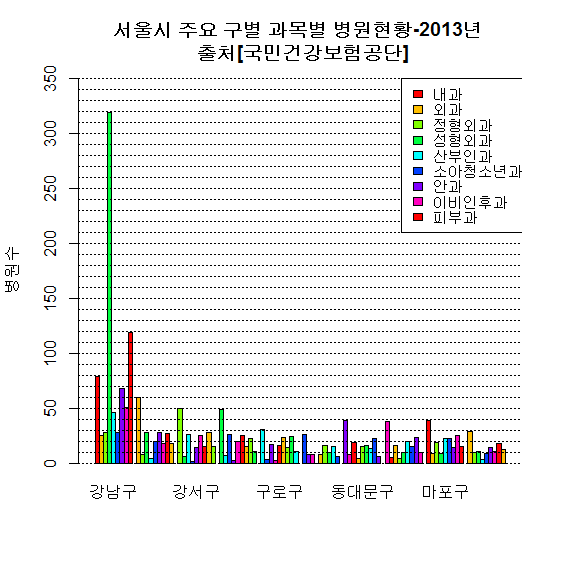 서울시 주요 구별 과목별 병원현황-2013년
출처[국민건강보험공단]
350
300
250
200
150
100
50
0
병원수
내과
외과
정형외과
성형외과
산부인과
소아청소년과
안과
이비인후과
피부과
강남구 강서구 구로구 동대문구 마포구